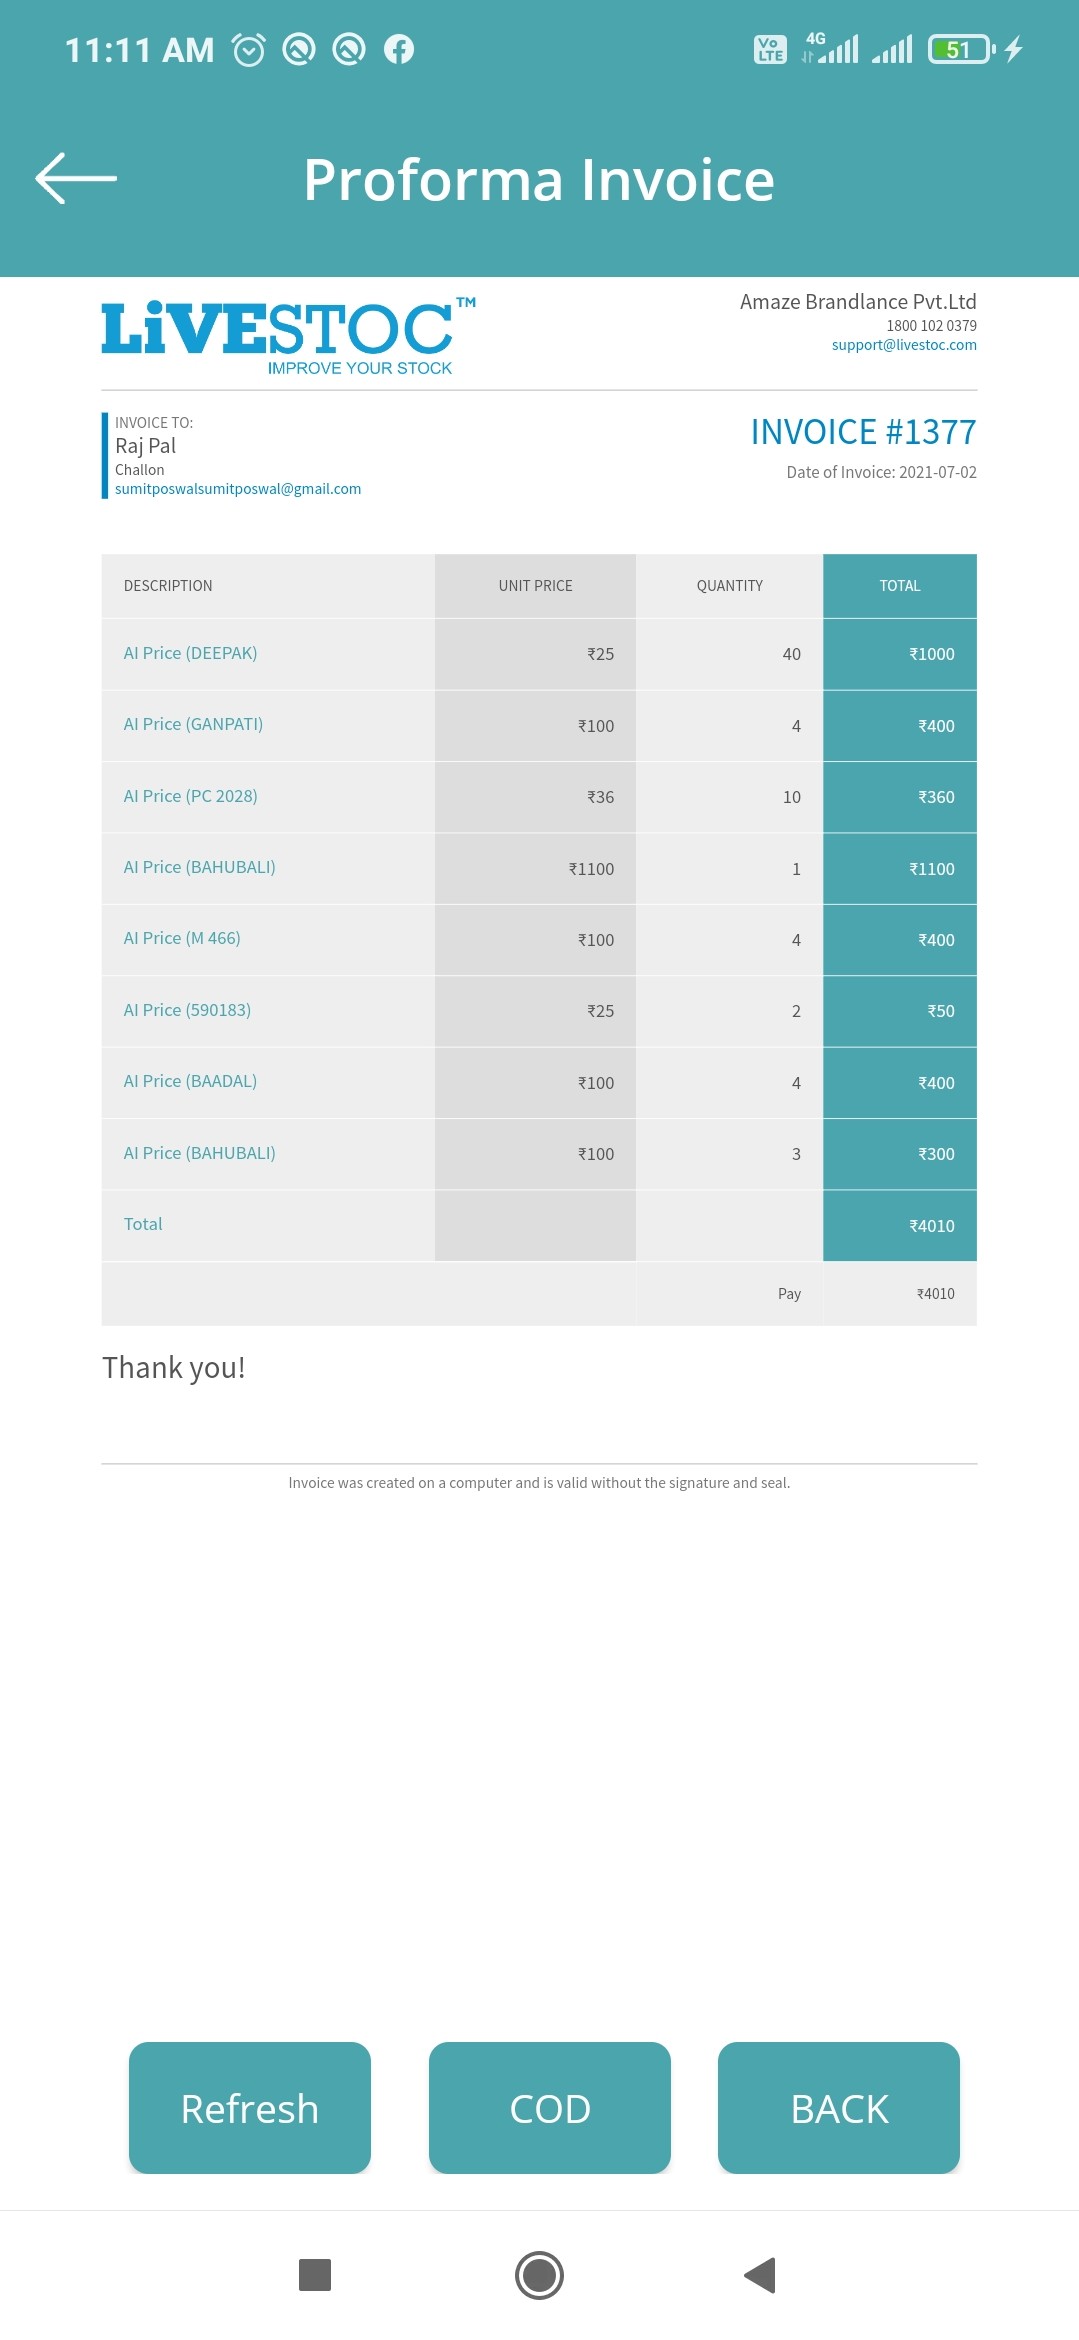 11:11 AM
Vo LTE 4G 51
Proforma Invoice
LiVESTOC™
IMPROVE YOUR STOCK
Amaze Brandlance Pvt.Ltd
1800 102 0379
support@livestoc.com
INVOICE TO:
Raj Pal
Challon
sumitposwalsumitposwal@gmail.com
INVOICE #1377
Date of Invoice: 2021-07-02
DESCRIPTION UNIT PRICE QUANTITY TOTAL
AI Price (DEEPAK) ₹25 40 ₹1000
AI Price (GANPATI) ₹100 4 ₹400
AI Price (PC 2028) ₹36 10 ₹360
AI Price (BAHUBALI) ₹1100 1 ₹1100
AI Price (M 466) ₹100 4 ₹400
AI Price (590183) ₹25 2 ₹50
AI Price (BAADAL) ₹100 4 ₹400
AI Price (BAHUBALI) ₹100 3 ₹300
Total ₹4010
Pay ₹4010
Thank you!
Invoice was created on a computer and is valid without the signature and seal.
Refresh COD BACK